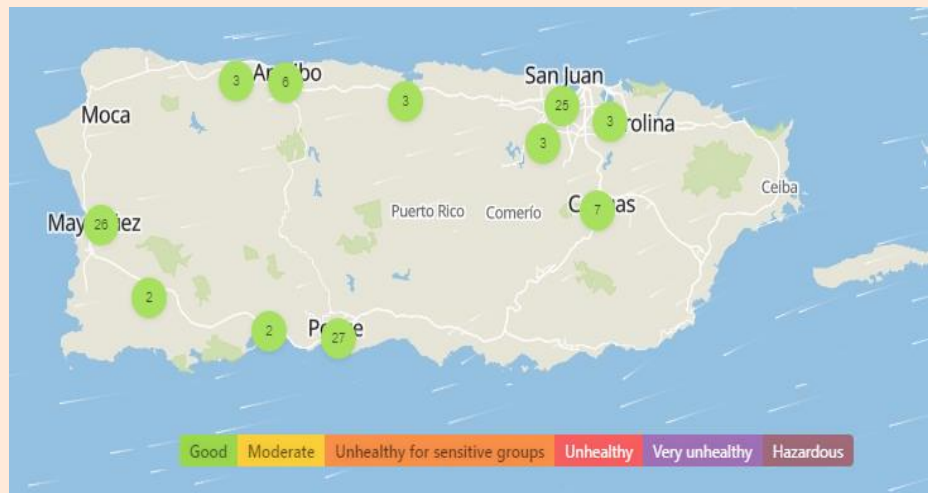 San Juan
3
6
3
25
3
3
Moca
Ceiba
Puerto Rico
Comerío
7
26
2
2
27
Good
Moderate
Unhealthy for sensitive groups
Unhealthy
Very unhealthy
Hazardous